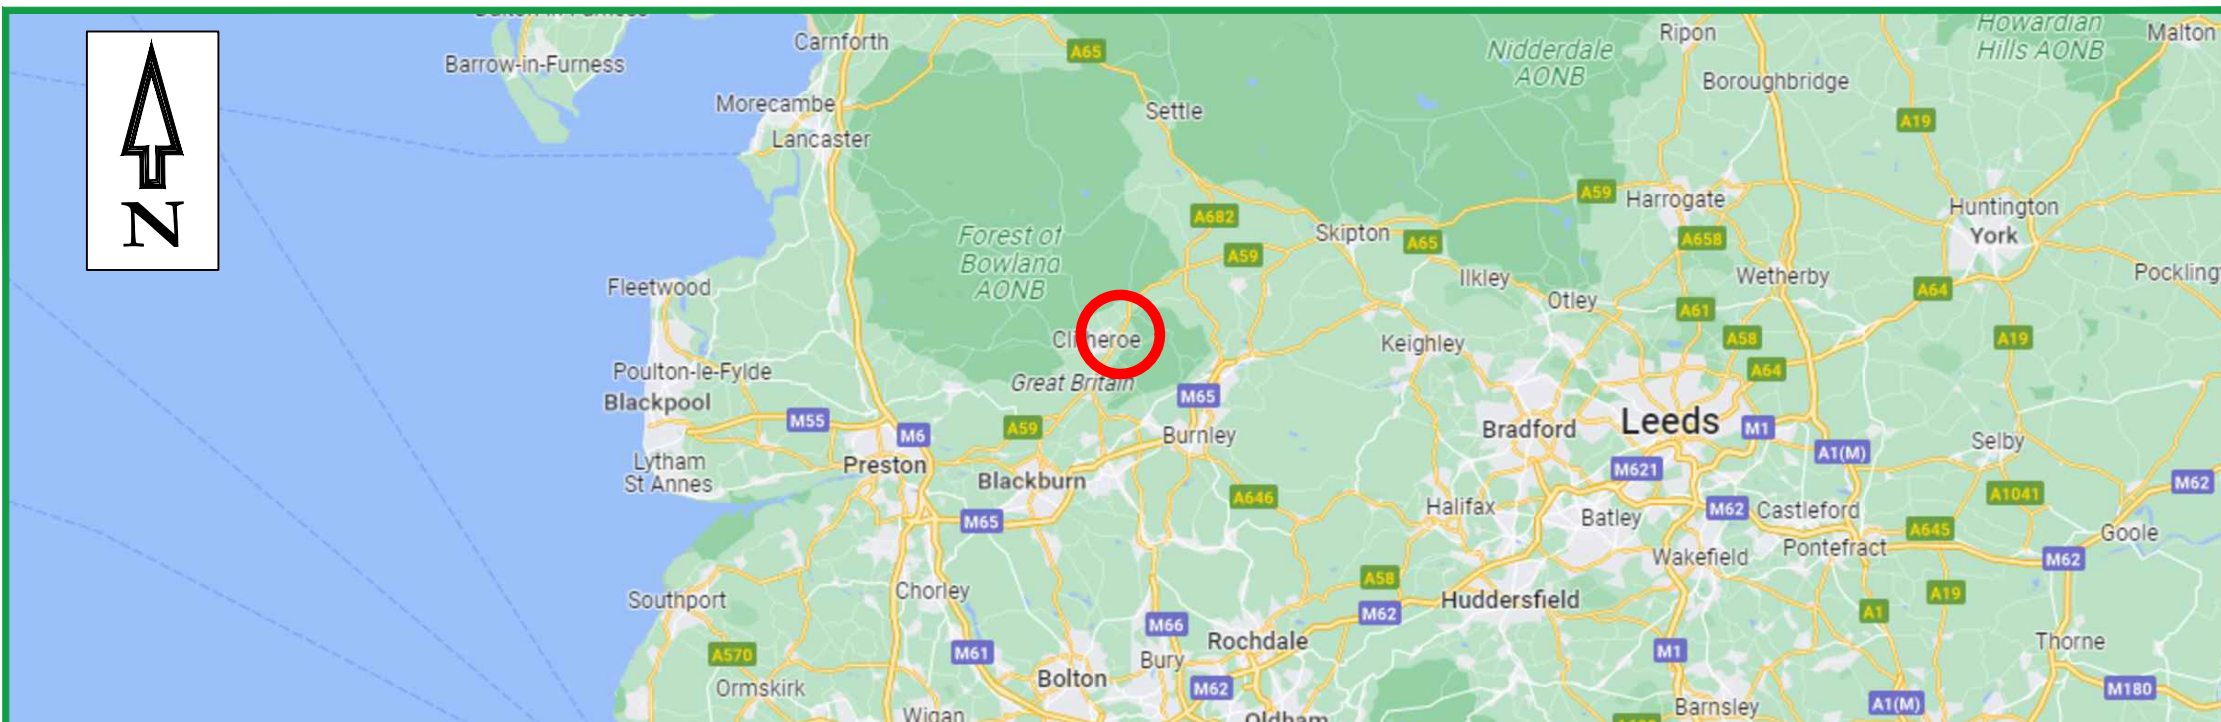 Carnforth
A65
Ripon
Howardian
Hills AONB
Malton
Nidderdale
AONB
Barrow-in-Furness
Boroughbridge
Morecambe
Settle
A19
Lancaster
N
A59
Harrogate
A682
Huntington
York
Skipton
A65
A658
Forest of
Bowland
AONB
A59
Ilkley
Wetherby
Pockling
Fleetwood
Otley
A64
A61
Clitheroe
Keighley
A58
A19
Poulton-le-Fylde
A64
Great Britain
Blackpool
M65
M55
A59
M6
Burnley
Bradford
Leeds
M1
A1(M)
Selby
Lytham
St Annes
Preston
Blackburn
M621
M62
A646
A1041
Halifax
Batley
M62
Castleford
M65
A645
Goole
Wakefield
Pontefract
M62
Chorley
A58
Southport
Huddersfield
M62
A19
A1
M66
Rochdale
M61
M1
Thorne
A570
Bury
Bolton
Ormskirk
M62
M180
Wigan
Oldham
Barnsley
A1(M)